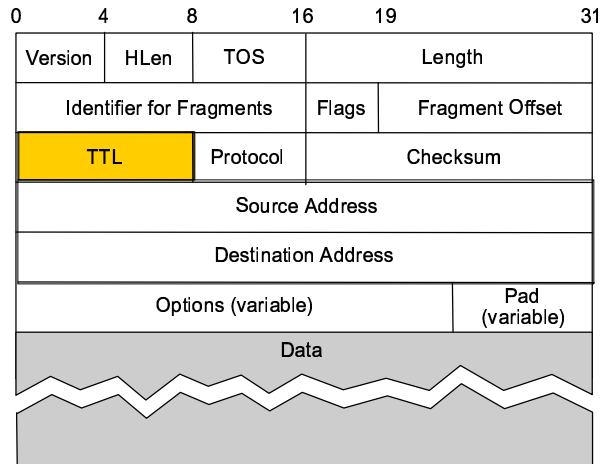 0 4 8 16 19 31
Version HLen TOS Length
Identifier for Fragments Flags Fragment Offset
TTL Protocol Checksum
Source Address
Destination Address
Options (variable) Pad
(variable)
Data